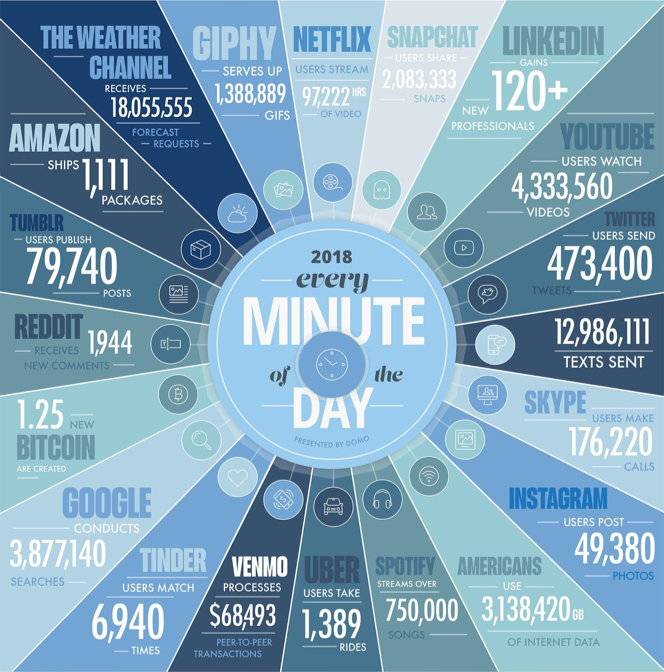 2018
every
MINUTE
of the
DAY
PRESENTED BY DOMO
THE WEATHER
CHANNEL
RECEIVES
18,055,555
FORECAST
REQUESTS
GIPHY
SERVES UP
1,388,889
GIFS
NETFLIX
USERS STREAM
97,222 HRS
OF VIDEO
SNAPCHAT
USERS SHARE
2,083,333
SNAPS
LINKEDIN
GAINS
120+
NEW
PROFESSIONALS
YOUTUBE
USERS WATCH
4,333,560
VIDEOS
TWITTER
USERS SEND
473,400
TWEETS
12,986,111
TEXTS SENT
SKYPE
USERS MAKE
176,220
CALLS
INSTAGRAM
USERS POST
49,380
PHOTOS
AMERICANS
USE
3,138,420 GB
OF INTERNET DATA
SPOTIFY
STREAMS OVER
750,000
SONGS
UBER
USERS TAKE
1,389
RIDES
VENMO
PROCESSES
$68,493
PEER-TO-PEER
TRANSACTIONS
TINDER
USERS MATCH
6,940
TIMES
GOOGLE
CONDUCTS
3,877,140
SEARCHES
1.25 NEW
BITCOIN
ARE CREATED
REDDIT
RECEIVES 1,944
NEW COMMENTS
TUMBLR
USERS PUBLISH
79,740
POSTS
AMAZON
SHIPS 1,111
PACKAGES